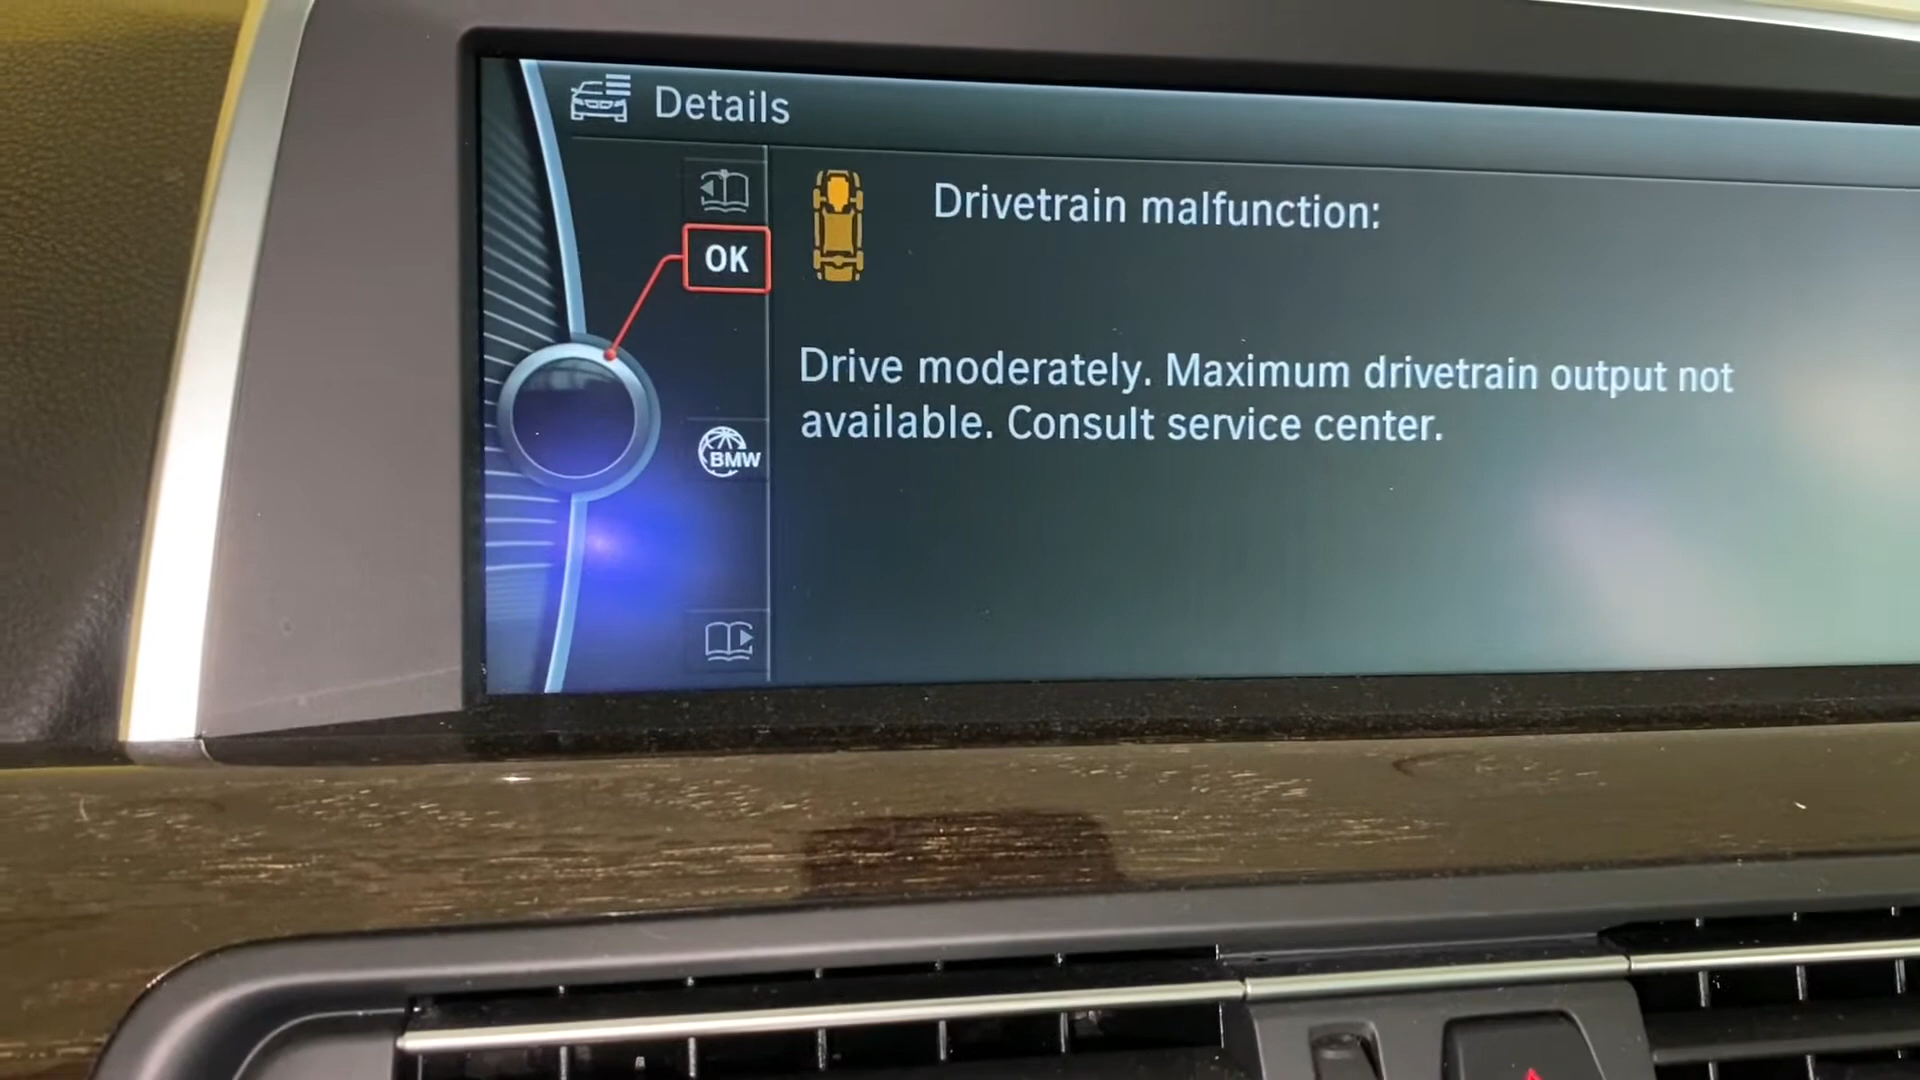 Details
OK
Drivetrain malfunction:
Drive moderately. Maximum drivetrain output not
available. Consult service center.
BMW